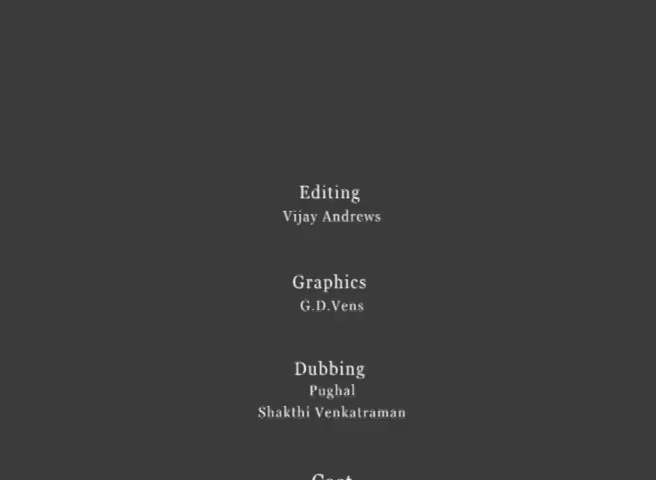 Editing
Vijay Andrews
Graphics
G.D.Vens
Dubbing
Pughal
Shakthi Venkatraman